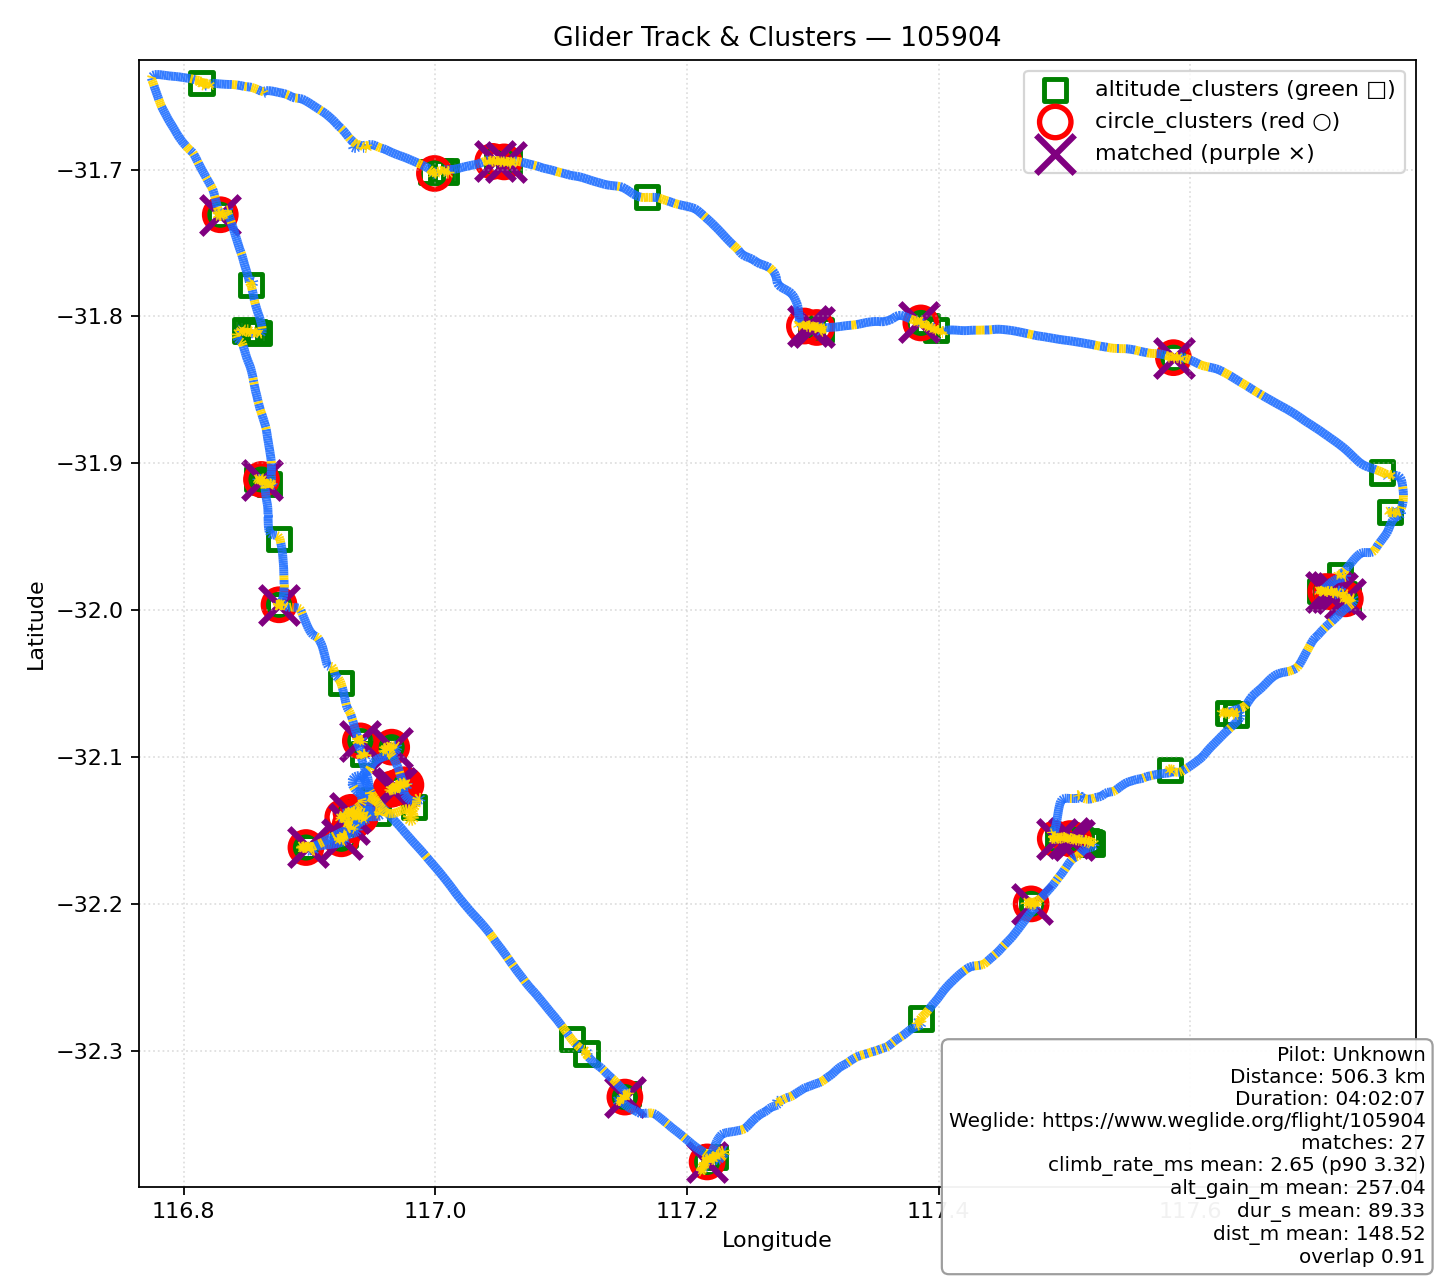 Glider Track & Clusters — 105904
altitude_clusters (green □)
circle_clusters (red ○)
matched (purple ×)
−31.7
−31.8
−31.9
−32.0
−32.1
−32.2
−32.3
Latitude
116.8
117.0
117.2
117.4
117.6
Longitude
Pilot: Unknown
Distance: 506.3 km
Duration: 04:02:07
Weglide: https://www.weglide.org/flight/105904
matches: 27
climb_rate_ms mean: 2.65 (p90 3.32)
alt_gain_m mean: 257.04
dur_s mean: 89.33
dist_m mean: 148.52
overlap 0.91